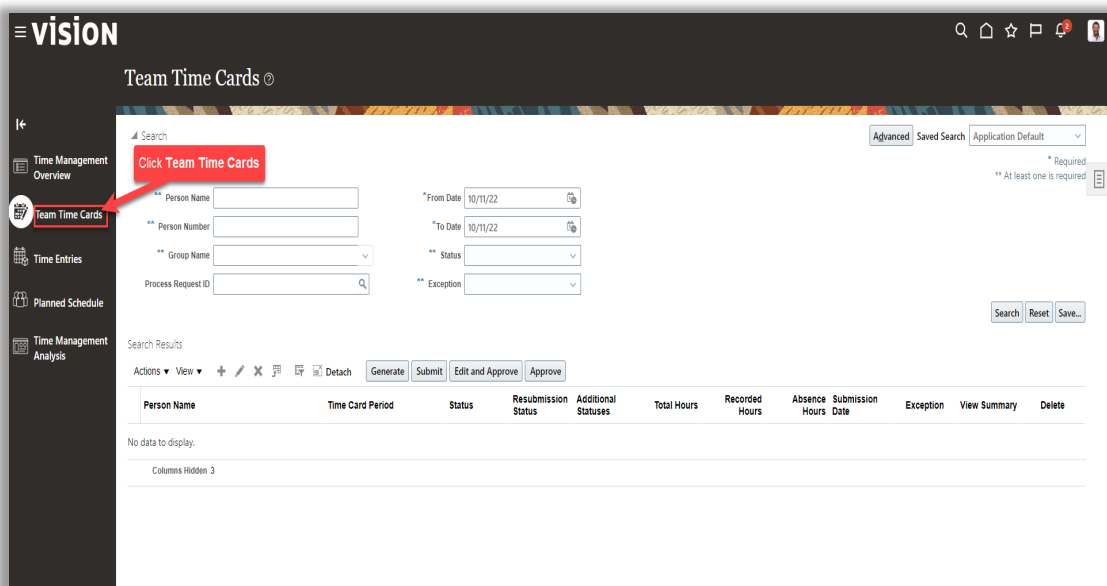 vision
2
Team Time Cards
Search
Advanced Saved Search Application Default
* Required
** At least one is required
Time Management
Overview
Click Team Time Cards
Team Time Cards
Time Entries
Planned Schedule
Time Management
Analysis
** Person Name
*From Date 10/11/22
** Person Number
*To Date 10/11/22
** Group Name
** Status
Process Request ID
** Exception
Search Reset Save...
Search Results
Actions View Detach Generate Submit Edit and Approve Approve
Person Name Time Card Period Status Resubmission Status Additional Statuses Total Hours Recorded Hours Absence Hours Submission Date Exception View Summary Delete
No data to display.
Columns Hidden 3